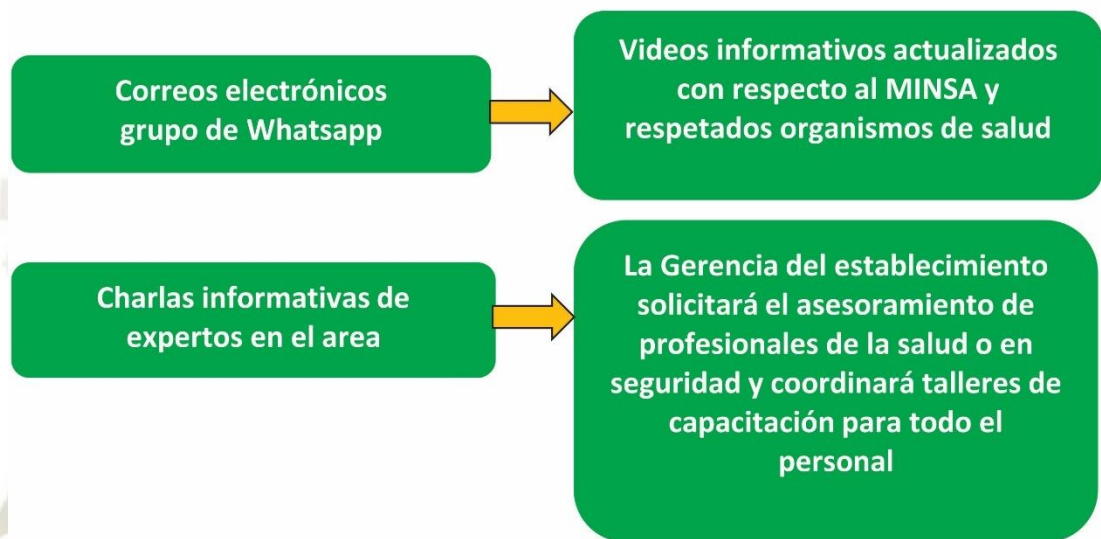 Correos electrónicos
grupo de Whatsapp
Videos informativos actualizados
con respecto al MINSA y
respetados organismos de salud
Charlas informativas de
expertos en el area
La Gerencia del establecimiento
solicitará el asesoramiento de
profesionales de la salud o en
seguridad y coordinará talleres de
capacitación para todo el
personal